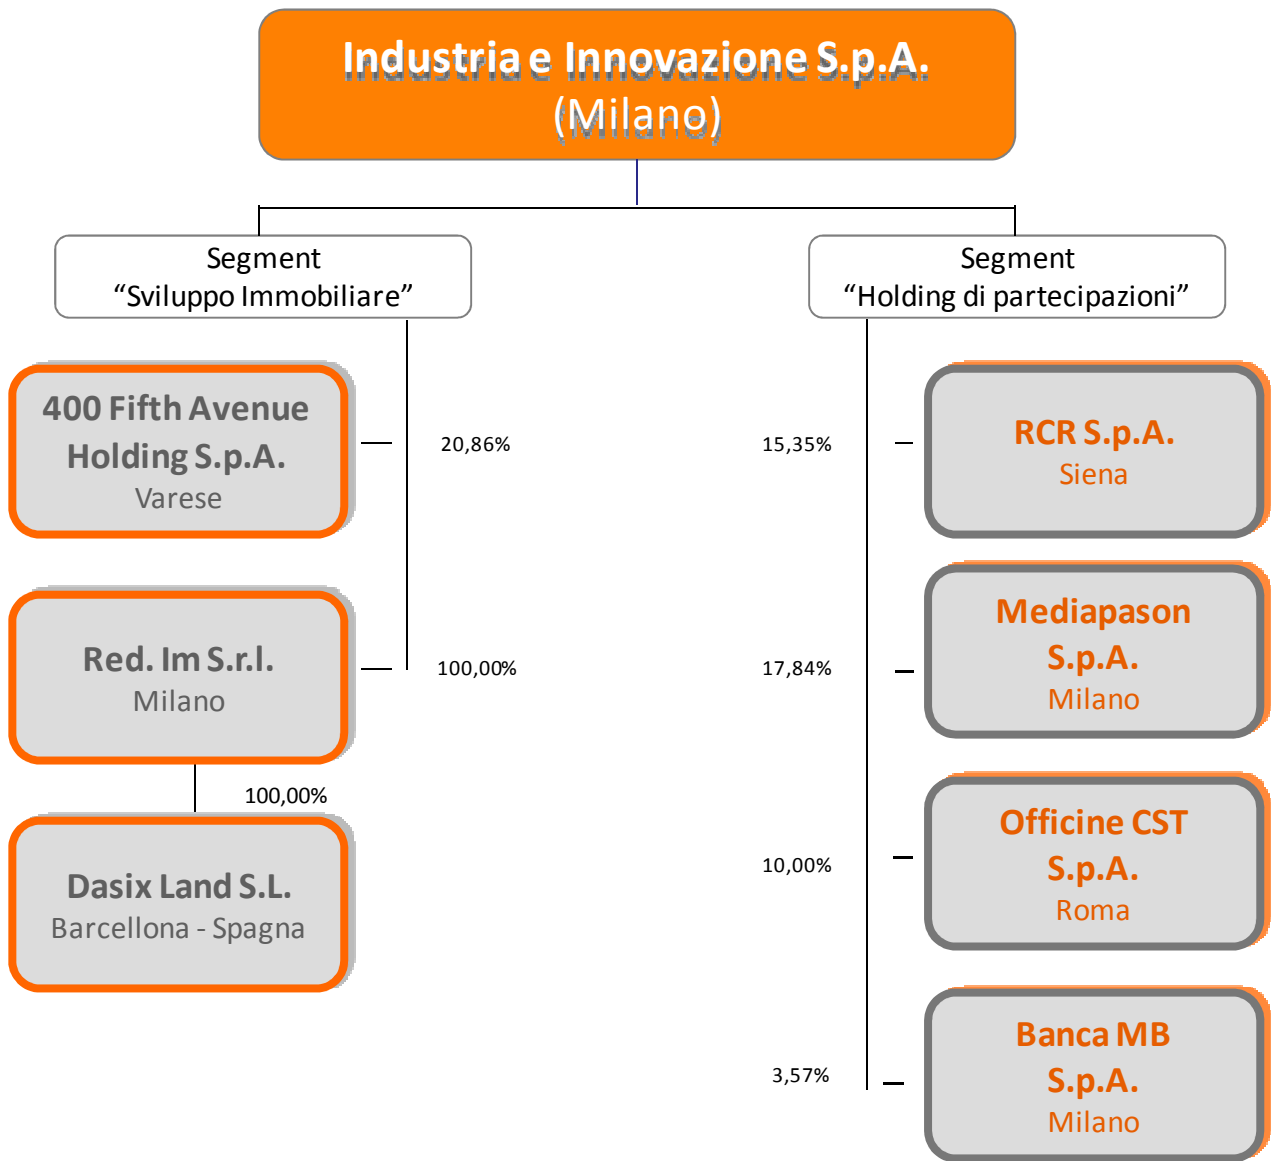 Industria e Innovazione S.p.A.
(Milano)
Segment
“Sviluppo Immobiliare”
Segment
“Holding di partecipazioni”
400 Fifth Avenue
Holding S.p.A.
Varese
20,86%
15,35%
RCR S.p.A.
Siena
Red. Im S.r.l.
Milano
100,00%
17,84%
Mediapason
S.p.A.
Milano
100,00%
Dasix Land S.L.
Barcellona - Spagna
10,00%
Officine CST
S.p.A.
Roma
3,57%
Banca MB
S.p.A.
Milano